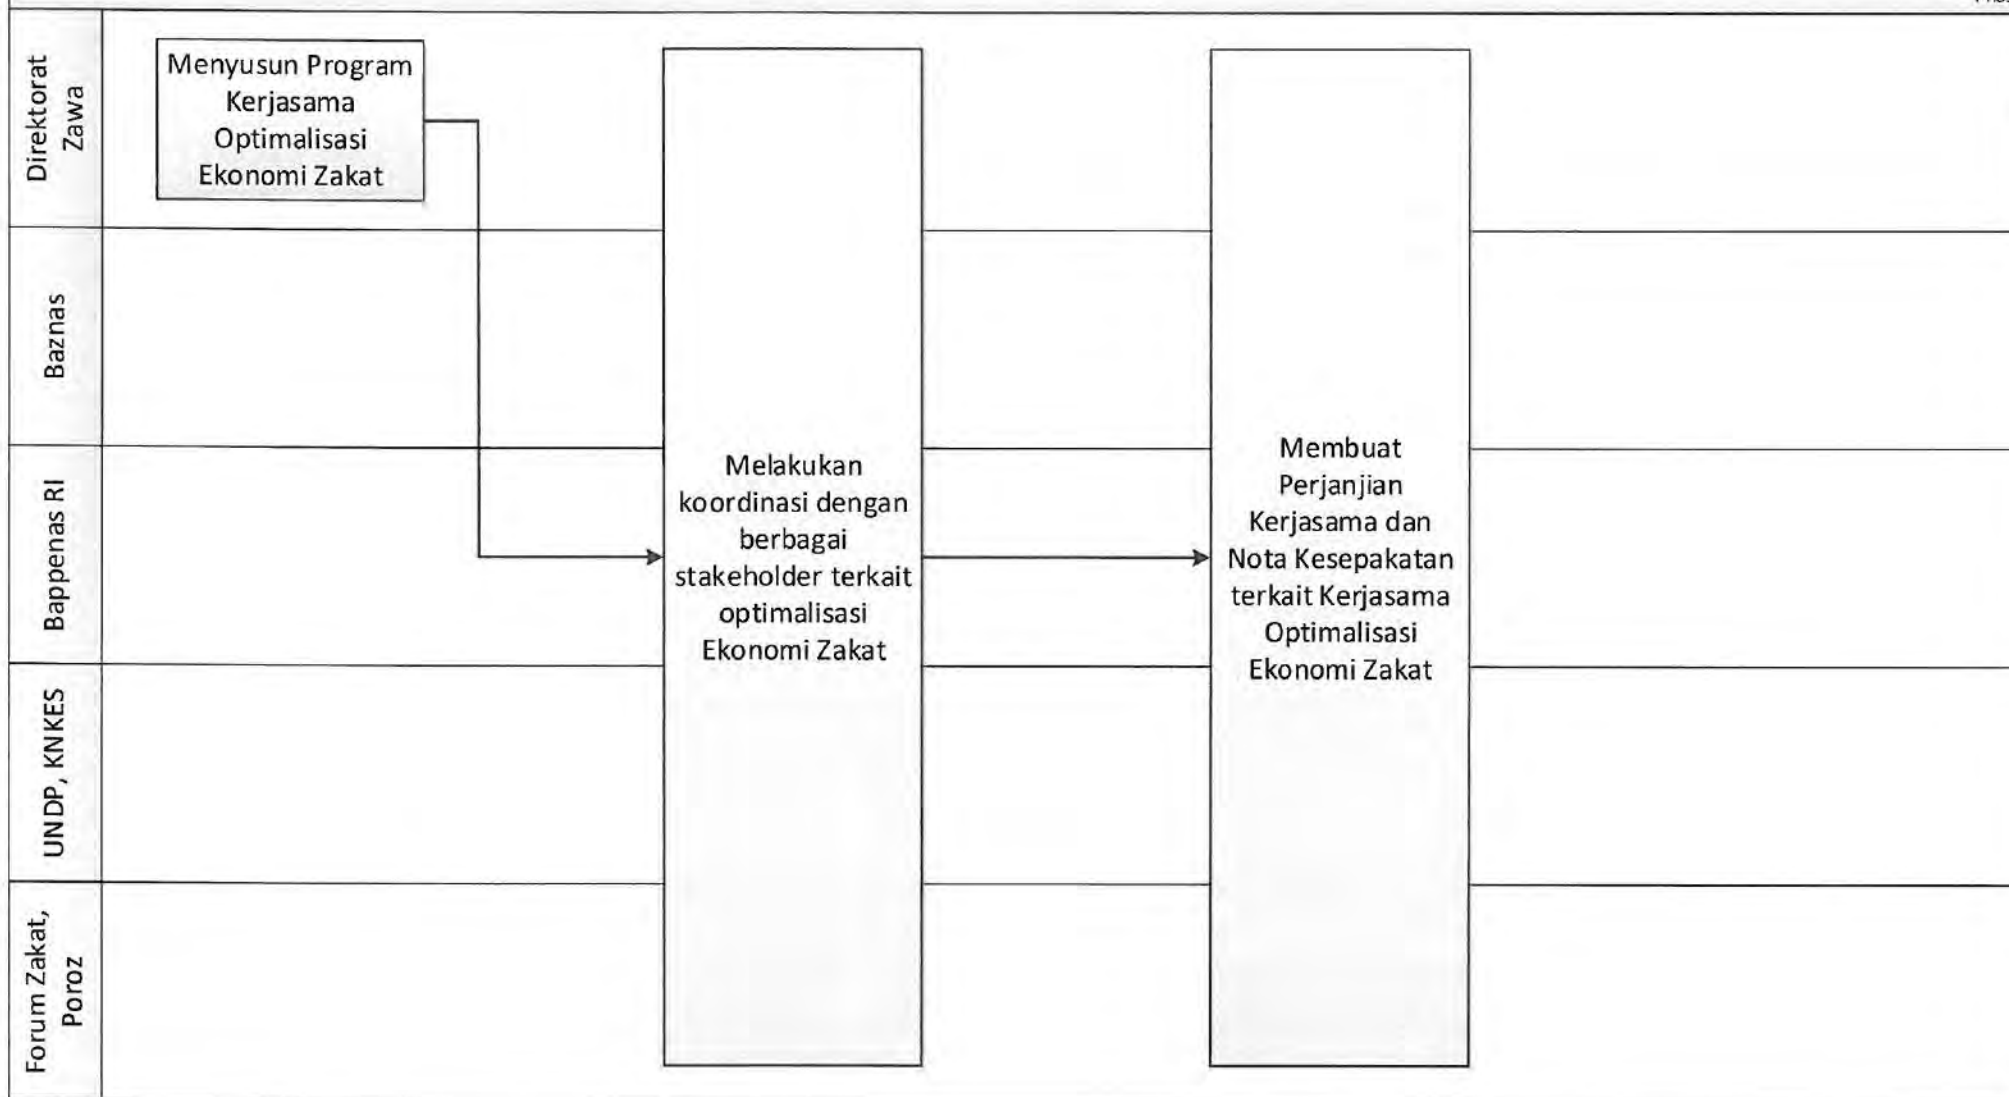 Direktorat
Zawa
Menyusun Program
Kerjasama
Optimalisasi
Ekonomi Zakat
Baznas
Bappenas RI
UNDP, KNKES
Forum Zakat,
Poroz
Melakukan
koordinasi dengan
berbagai
stakeholder terkait
optimalisasi
Ekonomi Zakat
Membuat
Perjanjian
Kerjasama dan
Nota Kesepakatan
terkait Kerjasama
Optimalisasi
Ekonomi Zakat